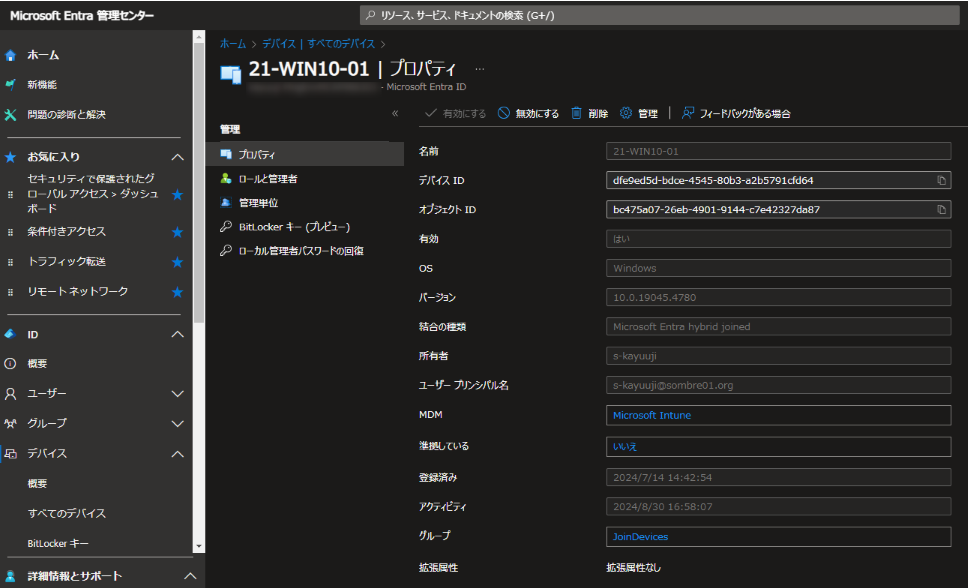 Microsoft Entra 管理センター
リソース、サービス、ドキュメントの検索 (G+/)
ホーム
新機能
問題の診断と解決
お気に入り
セキュリティで保護されたグ
ローバル アクセス > ダッシュ
ボード
条件付きアクセス
トラフィック転送
リモート ネットワーク
ID
概要
ユーザー
グループ
デバイス
概要
すべてのデバイス
BitLocker キー
詳細情報とサポート
ホーム > デバイス | すべてのデバイス >
21-WIN10-01 | プロパティ ...
- Microsoft Entra ID
«
管理
プロパティ
ロールと管理者
管理単位
BitLocker キー (プレビュー)
ローカル管理者パスワードの回復
有効にする 無効にする 削除 管理 | フィードバックがある場合
名前 21-WIN10-01
デバイス ID dfe9ed5d-bdce-4545-80b3-a2b5791cfd64
オブジェクト ID bc475a07-26eb-4901-9144-c7e42327da87
有効 はい
OS Windows
バージョン 10.0.19045.4780
結合の種類 Microsoft Entra hybrid joined
所有者 s-kayuuji
ユーザー プリンシパル名 s-kayuuji@sombre01.org
MDM Microsoft Intune
準拠している いいえ
登録済み 2024/7/14 14:42:54
アクティビティ 2024/8/30 16:58:07
グループ JoinDevices
拡張属性 拡張属性なし